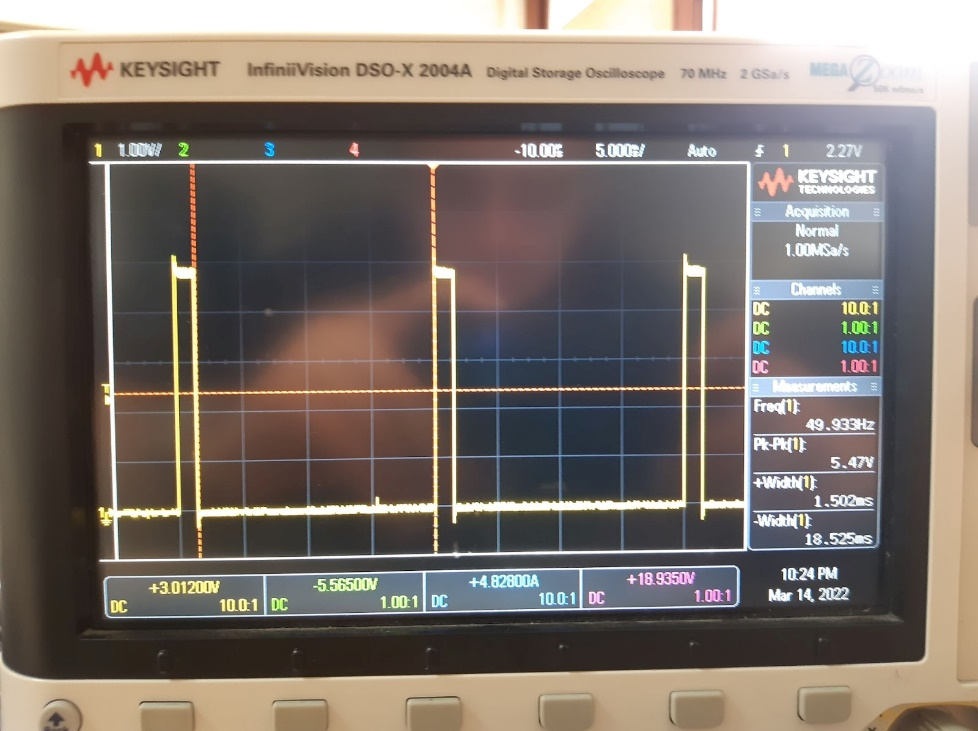 KEYSIGHT InfiniiVision DSO-X 2004A Digital Storage Oscilloscope 70 MHz 2 GSa/s MEGA Zoom
1 1.00V/ 2 3 4 -10.00s 5.000s/ Auto 1 2.27V
KEYSIGHT
TECHNOLOGIES
Acquisition
Normal
1.00MSa/s
Channels
DC 10.0:1
DC 1.00:1
DC 10.0:1
DC 1.00:1
Measurements
Freq(1):
49.933Hz
Pk-Pk(1):
5.47V
+Width(1):
1.502ms
-Width(1):
18.525ms
T
1
+3.01200V -5.56500V +4.82800A +18.9350V
DC 10.0:1 DC 1.00:1 DC 10.0:1 DC 1.00:1
10:24 PM
Mar 14, 2022